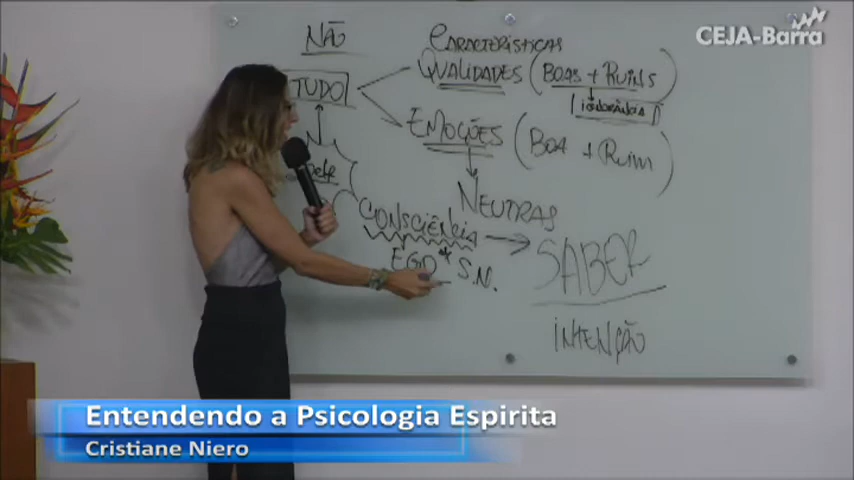 CEJA-Barra
NÃO
CARACTERÍSTICAS
QUALIDADES (BOAS + RUINS)
TUDO
ignorância
EMOÇÕES (BOA + RUIM)
NEUTRAS
CONSCIÊNCIA
SABER
EGO * S.N.
INTENÇÃO
Entendendo a Psicologia Espirita
Cristiane Niero